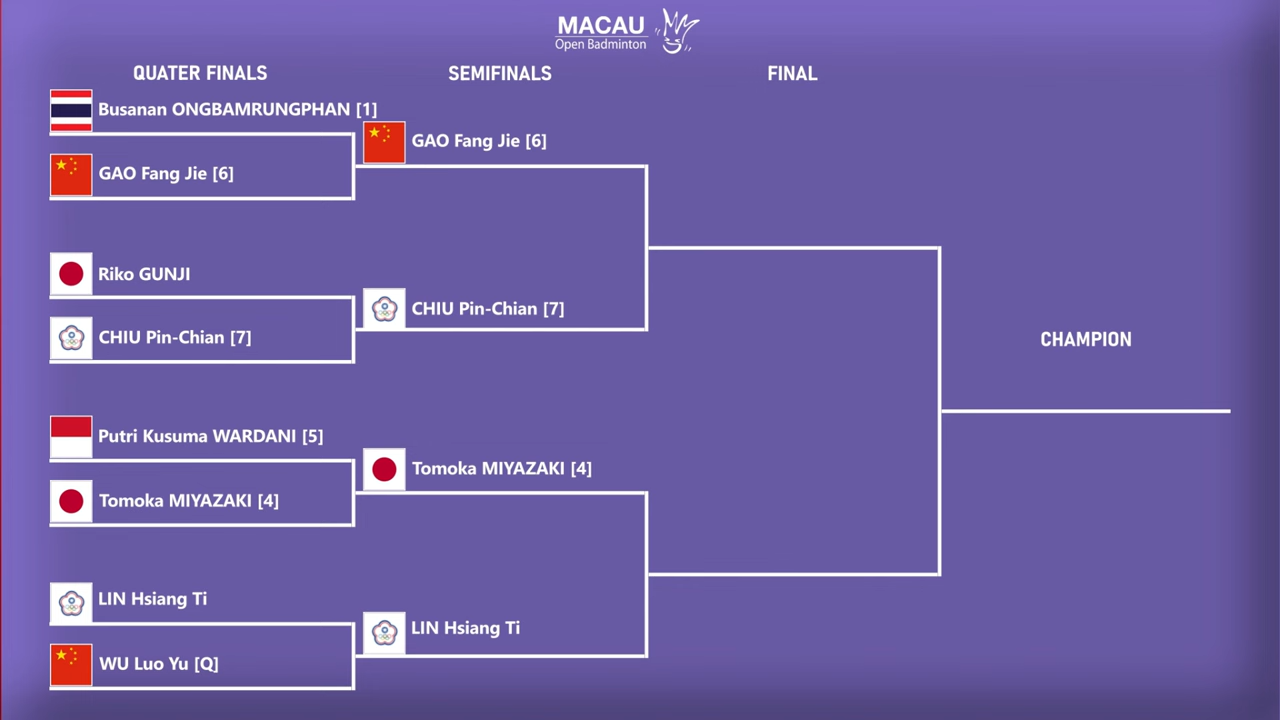 MACAU
Open Badminton
QUATER FINALS
SEMIFINALS
FINAL
Busanan ONGBAMRUNGPHAN [1]
GAO Fang Jie [6]
GAO Fang Jie [6]
Riko GUNJI
CHIU Pin-Chian [7]
CHIU Pin-Chian [7]
CHAMPION
Putri Kusuma WARDANI [5]
Tomoka MIYAZAKI [4]
Tomoka MIYAZAKI [4]
LIN Hsiang Ti
LIN Hsiang Ti
WU Luo Yu [Q]